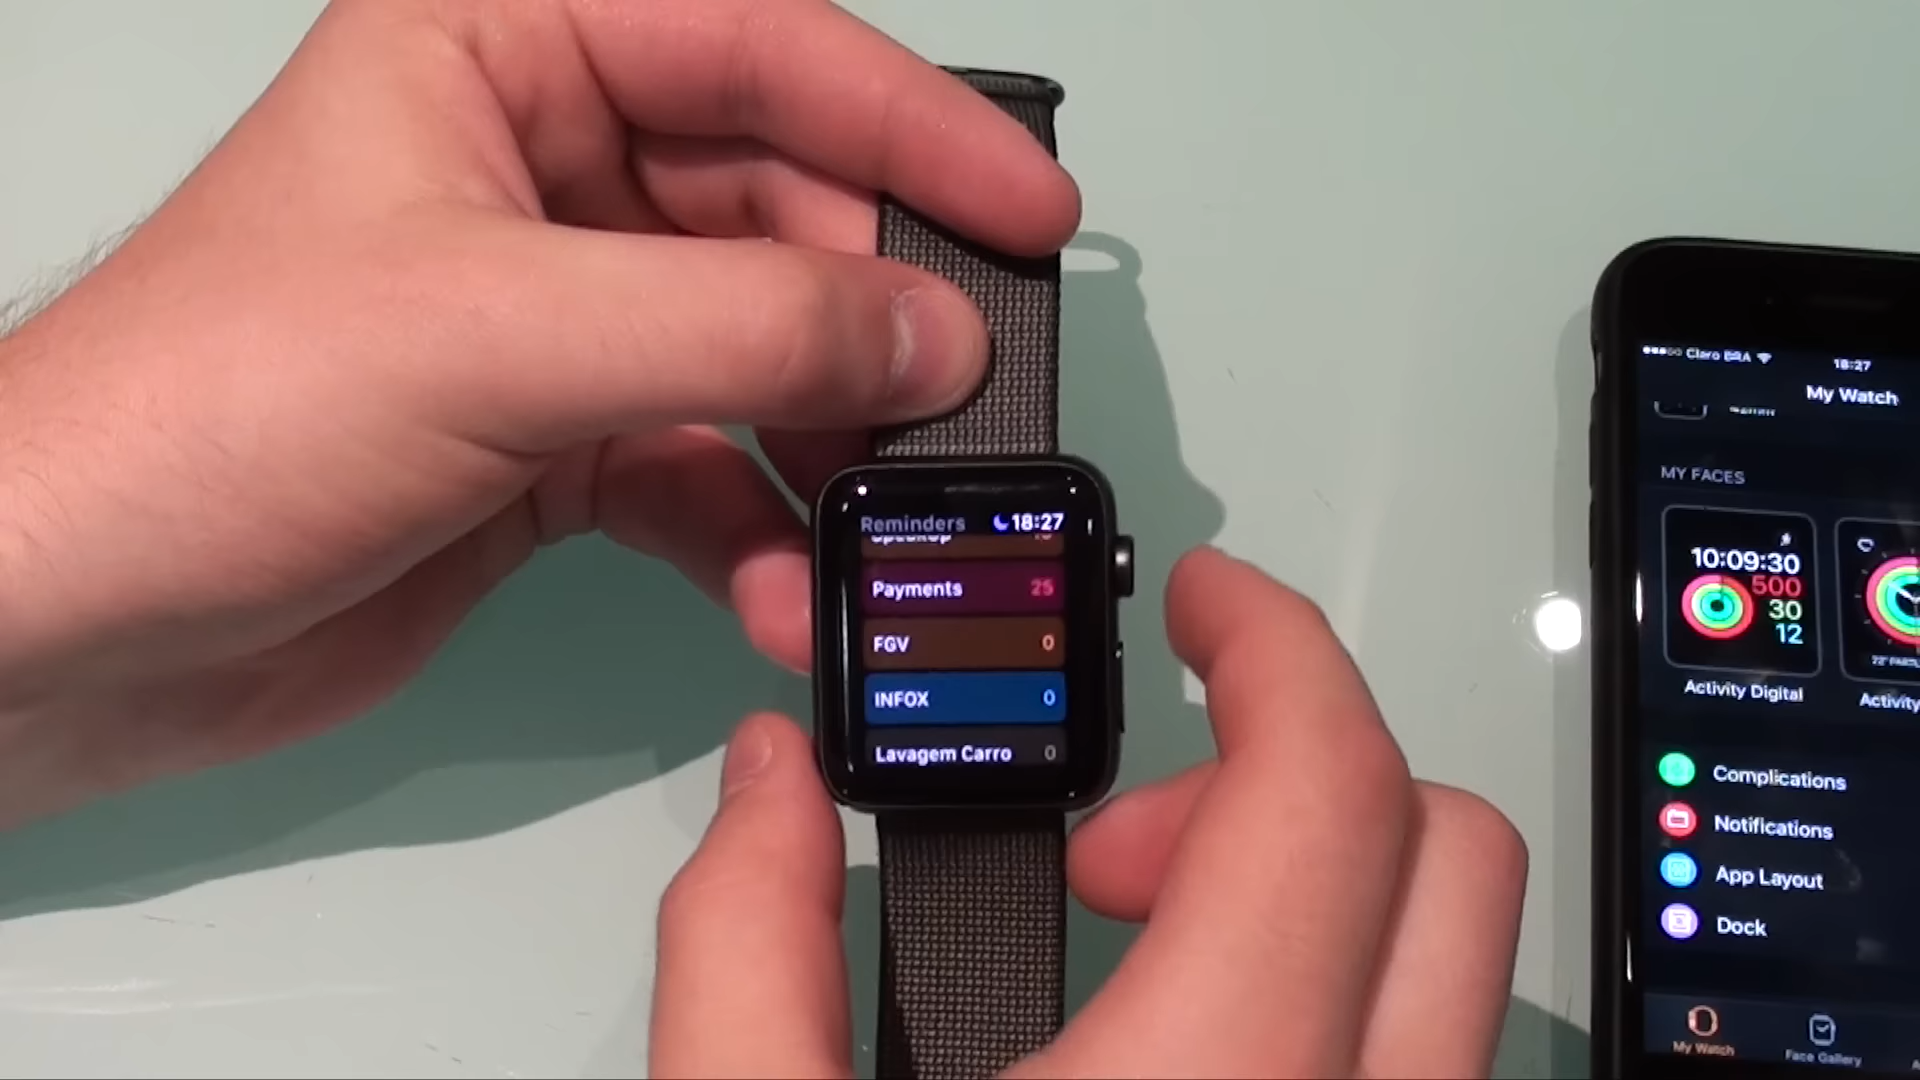 Reminders 18:27
Payments 25
FGV 0
INFOX 0
Lavagem Carro 0
Claro BRA 18:27
My Watch
MY FACES
10:09:30
500
30
12
Activity Digital
Activity
Complications
Notifications
App Layout
Dock
My Watch
Face Gallery